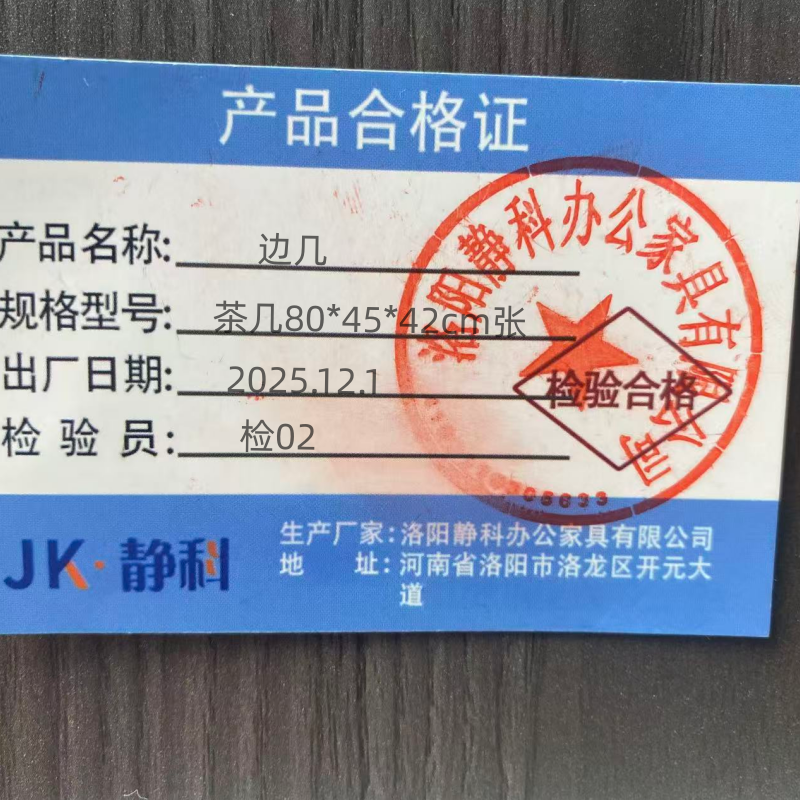 产品合格证
产品名称: 边几
规格型号: 茶几80*45*42cm张
出厂日期: 2025.12.1
检验员: 检02
洛阳静科办公家具有限公司
检验合格
JK·静科
生产厂家:洛阳静科办公家具有限公司
地 址:河南省洛阳市洛龙区开元大
道